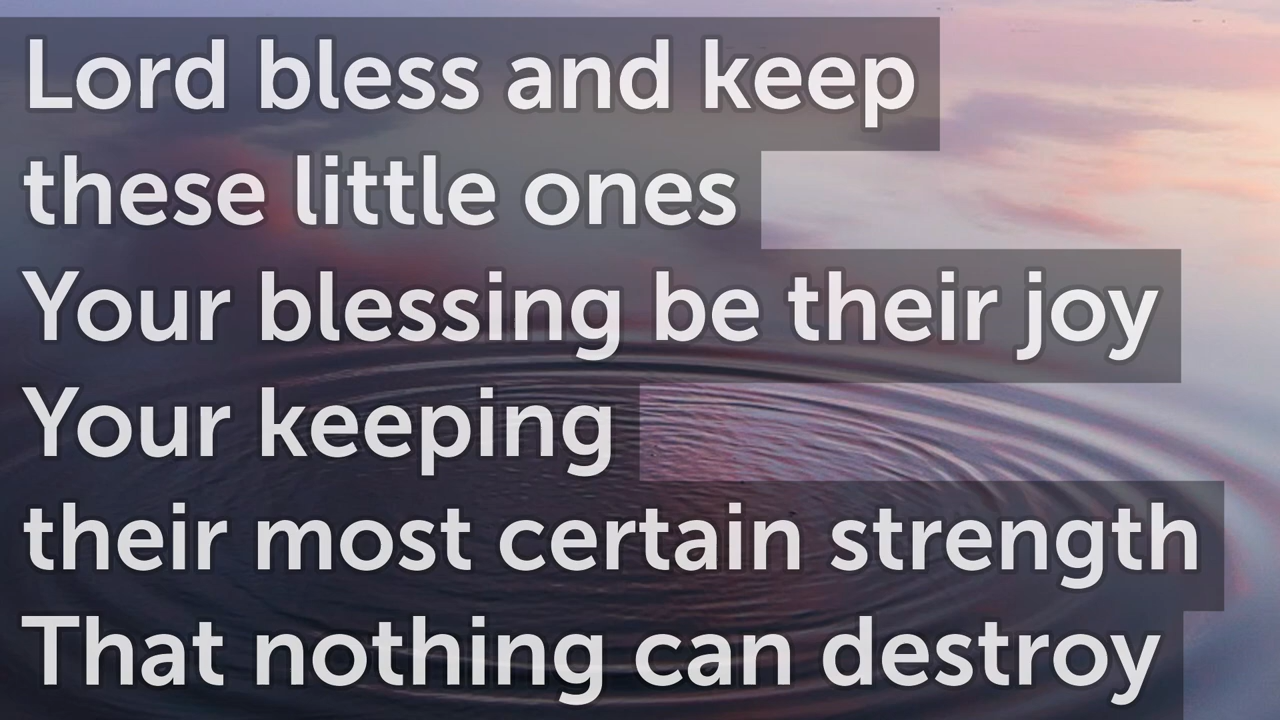 Lord bless and keep
these little ones
Your blessing be their joy
Your keeping
their most certain strength
That nothing can destroy